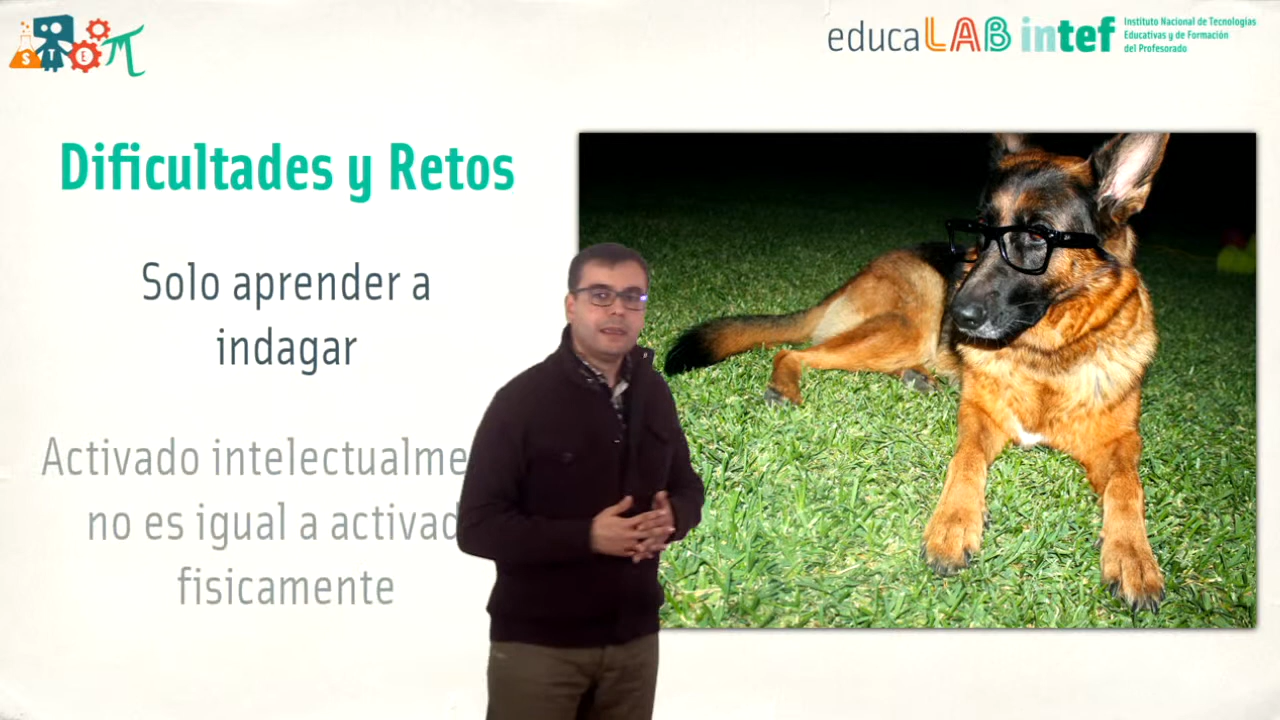 STEM
educaLAB intef
Instituto Nacional de Tecnologías
Educativas y de Formación
del Profesorado
Dificultades y Retos
Solo aprender a
indagar
Activado intelectualme
no es igual a activad
fisicamente